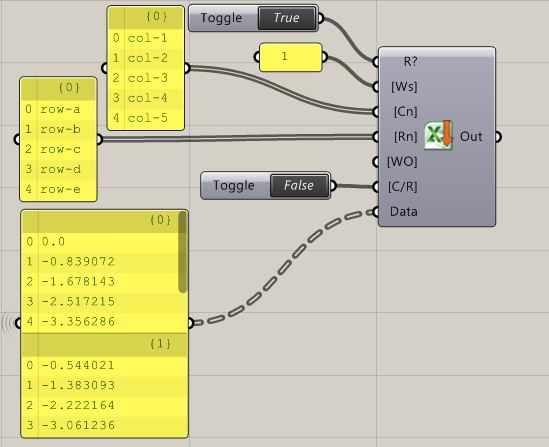 {0}
0 col-1
1 col-2
2 col-3
3 col-4
4 col-5
Toggle True
1
{0}
0 row-a
1 row-b
2 row-c
3 row-d
4 row-e
Toggle False
R?
[Ws]
[Cn]
[Rn]
[WO]
[C/R]
Data
Out
{0}
0 0.0
1 -0.839072
2 -1.678143
3 -2.517215
4 -3.356286
{1}
0 -0.544021
1 -1.383093
2 -2.222164
3 -3.061236